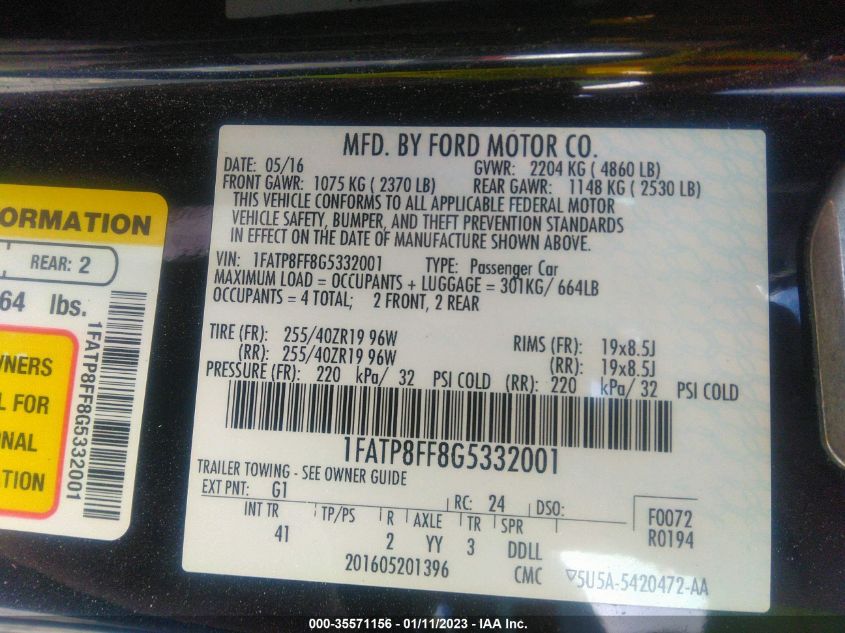 MFD. BY FORD MOTOR CO.
DATE: 05/16 GVWR: 2204 KG ( 4860 LB)
FRONT GAWR: 1075 KG ( 2370 LB) REAR GAWR: 1148 KG ( 2530 LB)
THIS VEHICLE CONFORMS TO ALL APPLICABLE FEDERAL MOTOR
VEHICLE SAFETY, BUMPER, AND THEFT PREVENTION STANDARDS
IN EFFECT ON THE DATE OF MANUFACTURE SHOWN ABOVE.
VIN: 1FATP8FF8G5332001 TYPE: Passenger Car
MAXIMUM LOAD = OCCUPANTS + LUGGAGE = 301KG/ 664LB
OCCUPANTS = 4 TOTAL; 2 FRONT, 2 REAR
TIRE (FR): 255/40ZR19 96W RIMS (FR): 19x8.5J
(RR): 255/40ZR19 96W (RR): 19x8.5J
PRESSURE (FR): 220 kPa/ 32 PSI COLD (RR): 220 kPa/ 32 PSI COLD
1FATP8FF8G5332001
TRAILER TOWING - SEE OWNER GUIDE
EXT PNT: G1 RC: 24 DSO: F0072
INT TR TP/PS R AXLE TR SPR R0194
41 2 YY 3 DDLL
201605201396 CMC ▽5U5A-5420472-AA
ORMATION
REAR: 2
64 lbs.
WNERS
L FOR
NAL
TION
1FATP8FF8G5332001
000-35571156 - 01/11/2023 - IAA Inc.